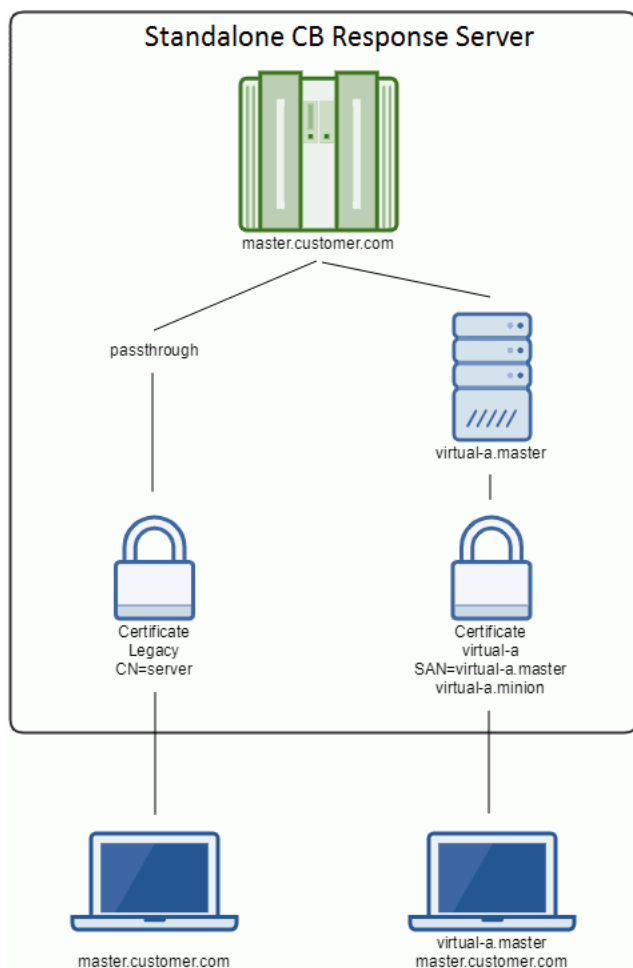 Standalone CB Response Server
master.customer.com
passthrough
virtual-a.master
Certificate
Legacy
CN=server
Certificate
virtual-a
SAN=virtual-a.master
virtual-a.minion
master.customer.com
virtual-a.master
master.customer.com